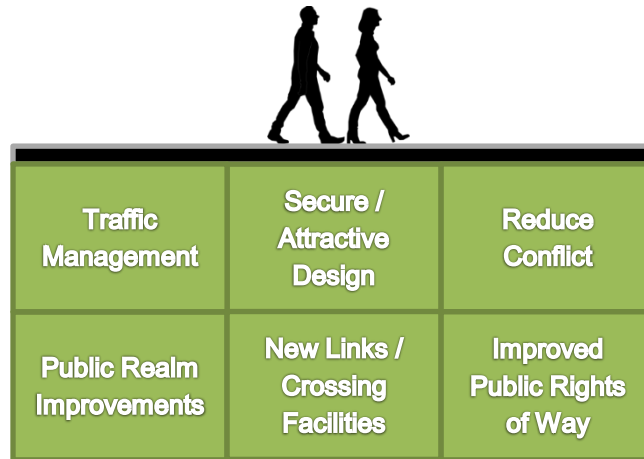 Traffic
Management
Secure /
Attractive
Design
Reduce
Conflict
Public Realm
Improvements
New Links /
Crossing
Facilities
Improved
Public Rights
of Way